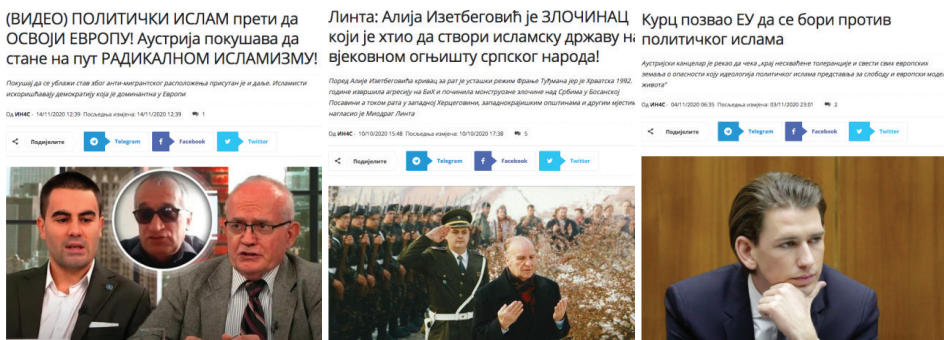 (ВИДЕО) ПОЛИТИЧКИ ИСЛАМ прети да
ОСВОЈИ ЕВРОПУ! Аустрија покушава да
стане на пут РАДИКАЛНОМ ИСЛАМИЗМУ!
Покушај да се ублажи став због анти-мигрантског расположења присутан је и даље. Исламисти
искоришћавају демократију која је доминантна у Европи
Од ИН4С - 14/11/2020 12:39 Последња измјена: 14/11/2020 12:39 1
Подијелите Telegram Facebook Twitter
Линта: Алија Изетбеговић је ЗЛОЧИНАЦ
који је хтио да створи исламску државу на
вјековном огњишту српског народа!
Поред Алије Изетбеговића кривац за рат је усташки режим Фрање Туђмана јер је Хрватска 1992.
године извршила агресију на БиХ и починила монструозне злочине над Србима у Босанској
Посавини а током рата у западној Херцеговини, западнокрајишким општинама и другим мјестим
нагласио је Миодраг Линта
Од ИН4С - 10/10/2020 15:48 Последња измјена: 10/10/2020 17:38 5
Подијелите Telegram Facebook Twitter
Курц позвао ЕУ да се бори против
политичког ислама
Аустријски канцелар је рекао да чека „крај несхваћене толеранције и свести свих европских
земаља о опасности коју идеологија политичког ислама представља за слободу и европски моде
живота"
Од ИН4С - 04/11/2020 06:35 Последња измјена: 03/11/2020 23:01 2
Подијелите Telegram Facebook Twitter